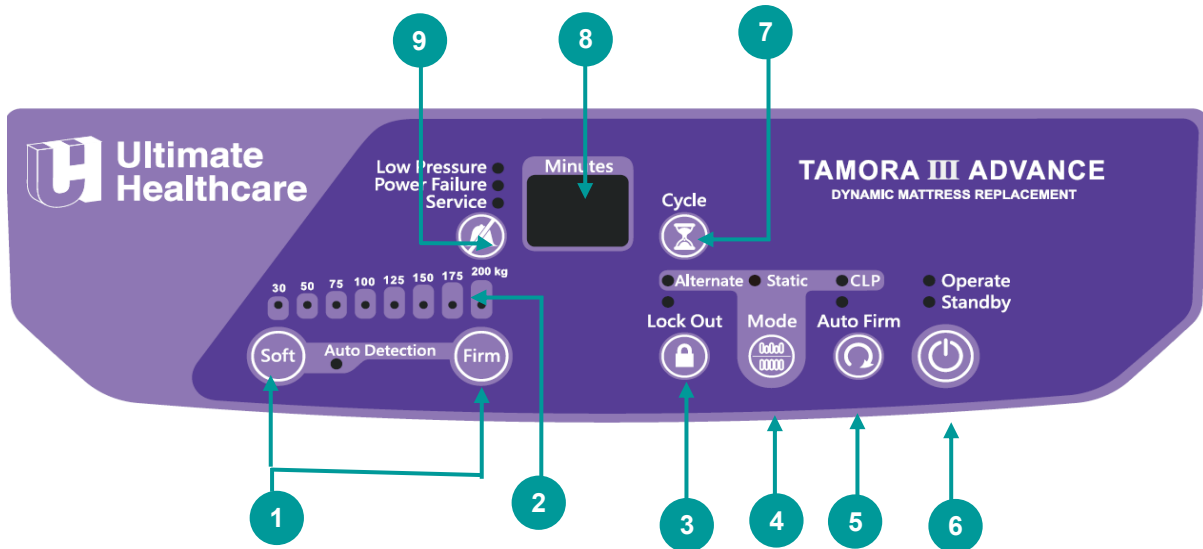 9
8
7
Ultimate
Healthcare
Low Pressure
Power Failure
Service
Minutes
Cycle
TAMORA III ADVANCE
DYNAMIC MATTRESS REPLACEMENT
30 50 75 100 125 150 175 200 kg
Alternate Static CLP
Operate
Standby
Lock Out Mode Auto Firm
Soft Auto Detection Firm
1
2
3
4
5
6